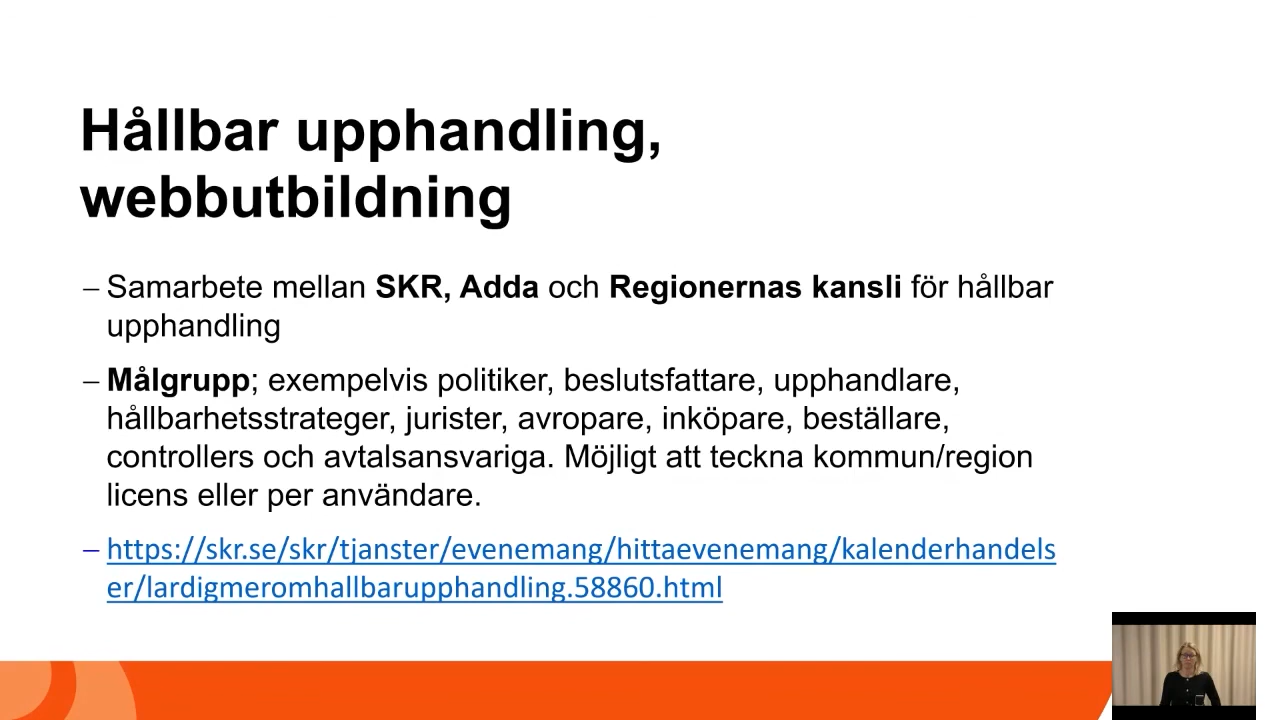 Hållbar upphandling,
webbutbildning
– Samarbete mellan SKR, Adda och Regionernas kansli för hållbar
upphandling
– Målgrupp; exempelvis politiker, beslutsfattare, upphandlare,
hållbarhetsstrateger, jurister, avropare, inköpare, beställare,
controllers och avtalsansvariga. Möjligt att teckna kommun/region
licens eller per användare.
– https://skr.se/skr/tjanster/evenemang/hittaevenemang/kalenderhandels
er/lardigmeromhallbarupphandling.58860.html